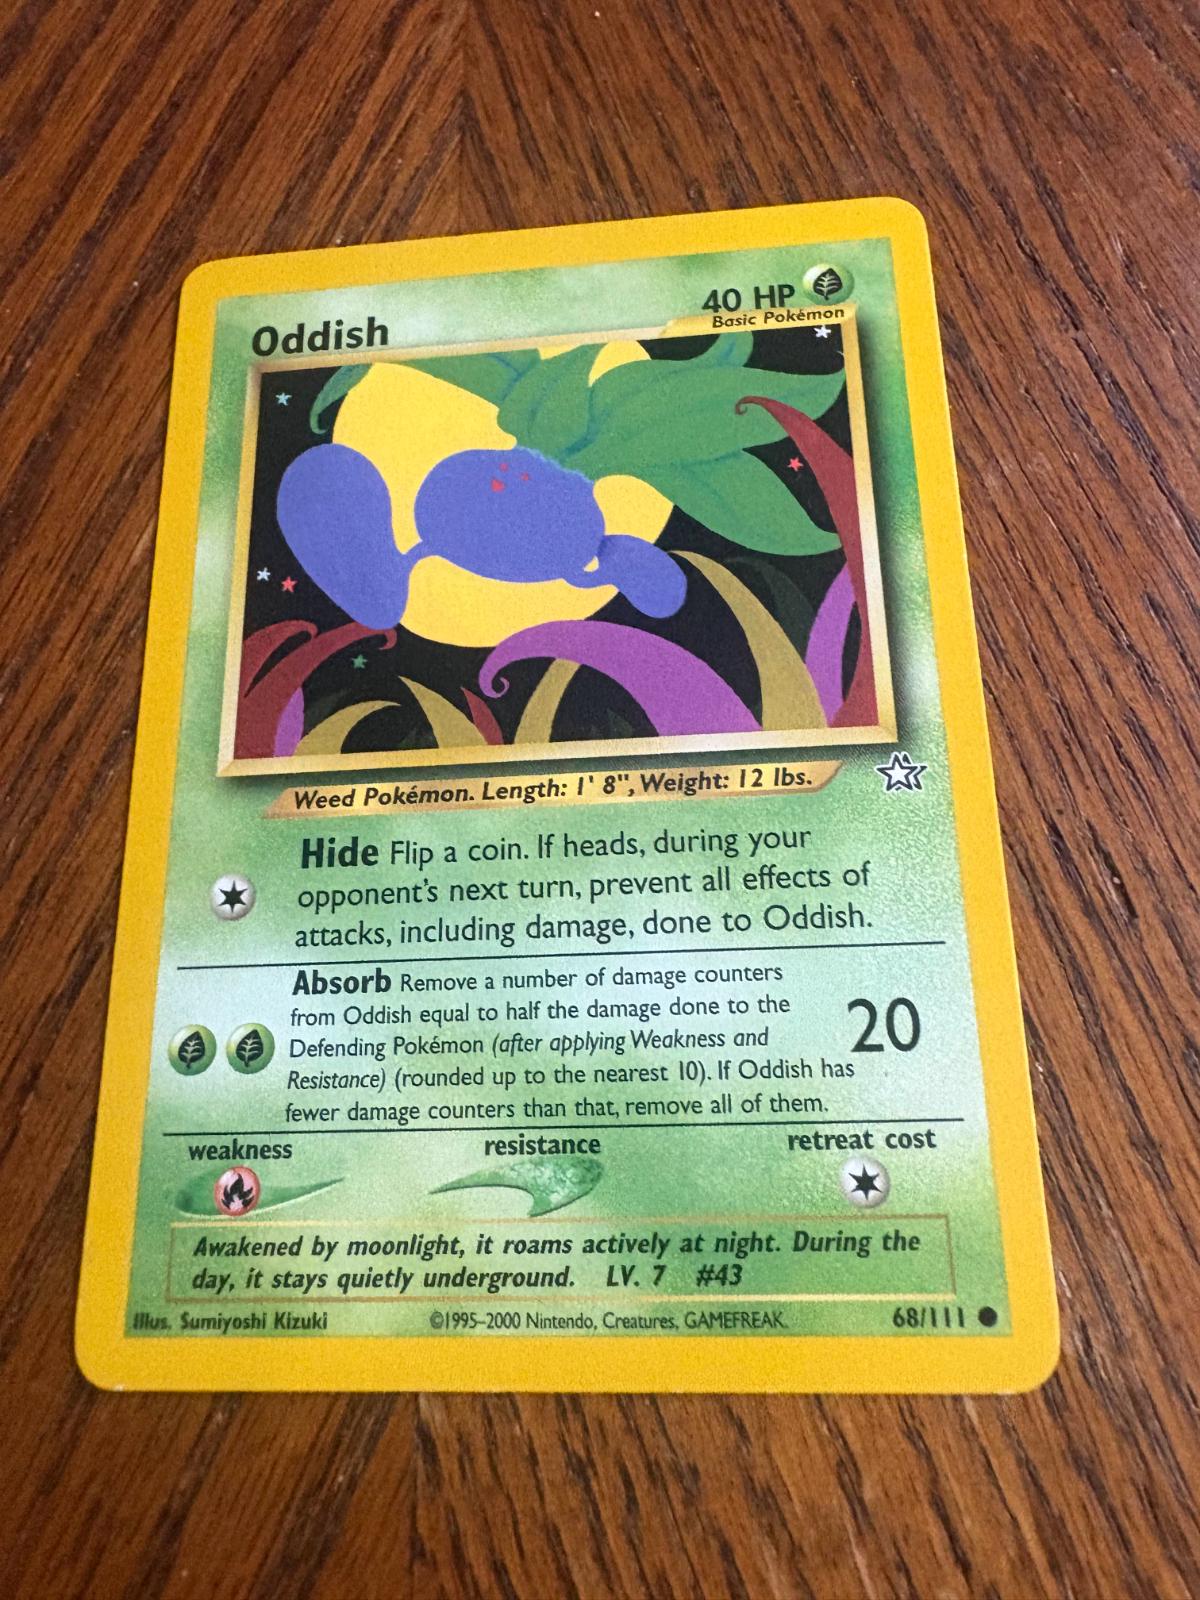 Oddish
40 HP
Basic Pokémon
Weed Pokémon. Length: 1' 8", Weight: 12 lbs.
Hide Flip a coin. If heads, during your
opponent's next turn, prevent all effects of
attacks, including damage, done to Oddish.
Absorb Remove a number of damage counters
from Oddish equal to half the damage done to the
Defending Pokémon (after applying Weakness and
Resistance) (rounded up to the nearest 10). If Oddish has
fewer damage counters than that, remove all of them.
20
weakness
resistance
retreat cost
Awakened by moonlight, it roams actively at night. During the
day, it stays quietly underground. LV. 7 #43
Illus. Sumiyoshi Kizuki
©1995–2000 Nintendo, Creatures, GAMEFREAK.
68/111